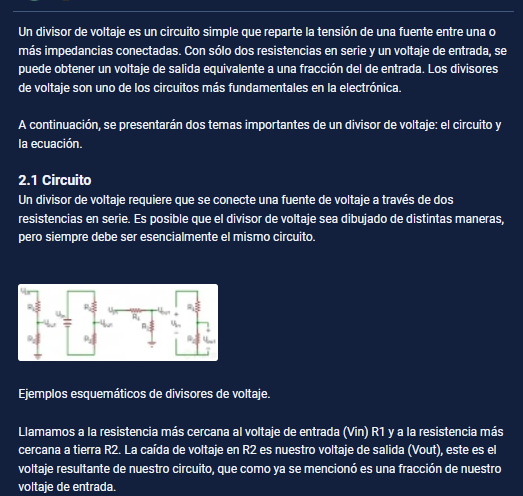 Un divisor de voltaje es un circuito simple que reparte la tensión de una fuente entre una o
más impedancias conectadas. Con sólo dos resistencias en serie y un voltaje de entrada, se
puede obtener un voltaje de salida equivalente a una fracción del de entrada. Los divisores
de voltaje son uno de los circuitos más fundamentales en la electrónica.
A continuación, se presentarán dos temas importantes de un divisor de voltaje: el circuito y
la ecuación.
2.1 Circuito
Un divisor de voltaje requiere que se conecte una fuente de voltaje a través de dos
resistencias en serie. Es posible que el divisor de voltaje sea dibujado de distintas maneras,
pero siempre debe ser esencialmente el mismo circuito.
Ejemplos esquemáticos de divisores de voltaje.
Llamamos a la resistencia más cercana al voltaje de entrada (Vin) R1 y a la resistencia más
cercana a tierra R2. La caída de voltaje en R2 es nuestro voltaje de salida (Vout), este es el
voltaje resultante de nuestro circuito, que como ya se mencionó es una fracción de nuestro
voltaje de entrada.